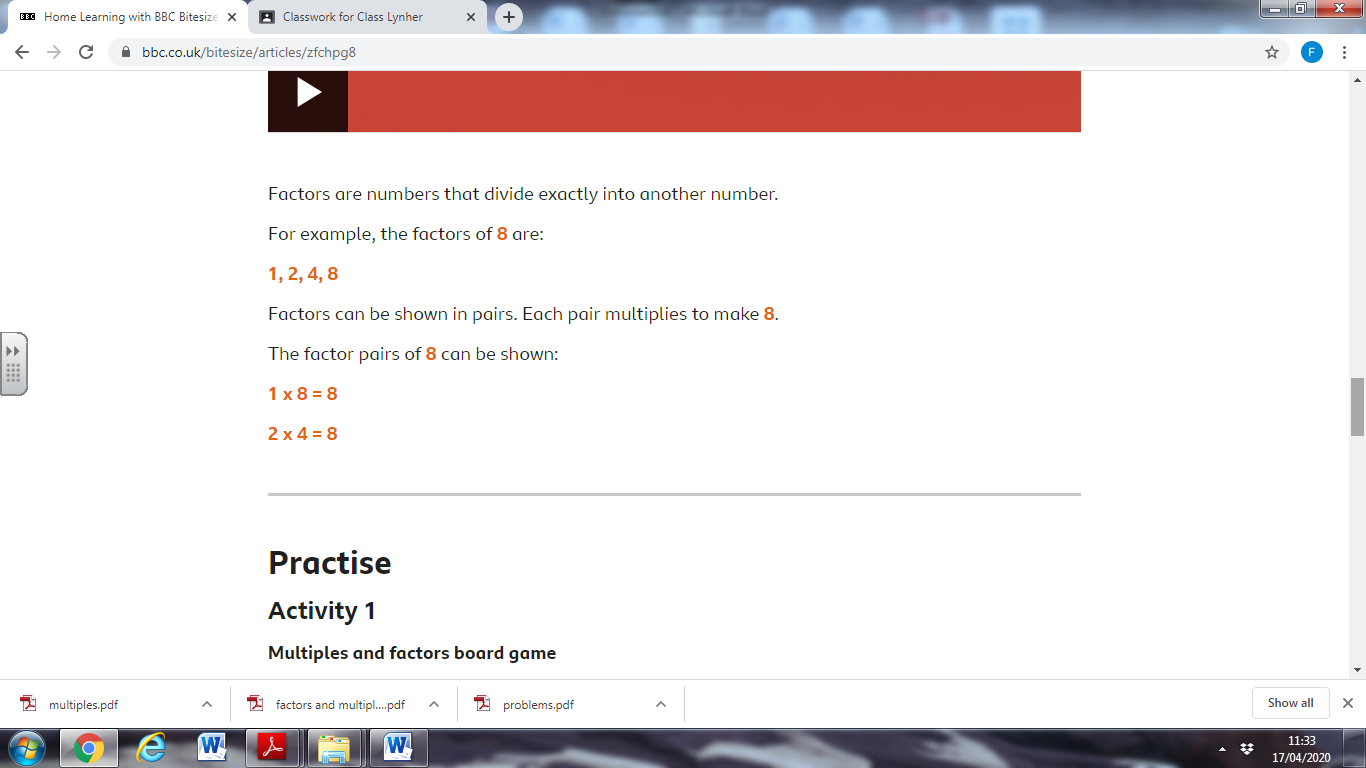 BBC Home Learning with BBC Bitesize
Classwork for Class Lynher
bbc.co.uk/bitesize/articles/zfchpg8
F
Factors are numbers that divide exactly into another number.
For example, the factors of 8 are:
1, 2, 4, 8
Factors can be shown in pairs. Each pair multiplies to make 8.
The factor pairs of 8 can be shown:
1 x 8 = 8
2 x 4 = 8
Practise
Activity 1
Multiples and factors board game
multiples.pdf
factors and multipl....pdf
problems.pdf
Show all
11:33
17/04/2020